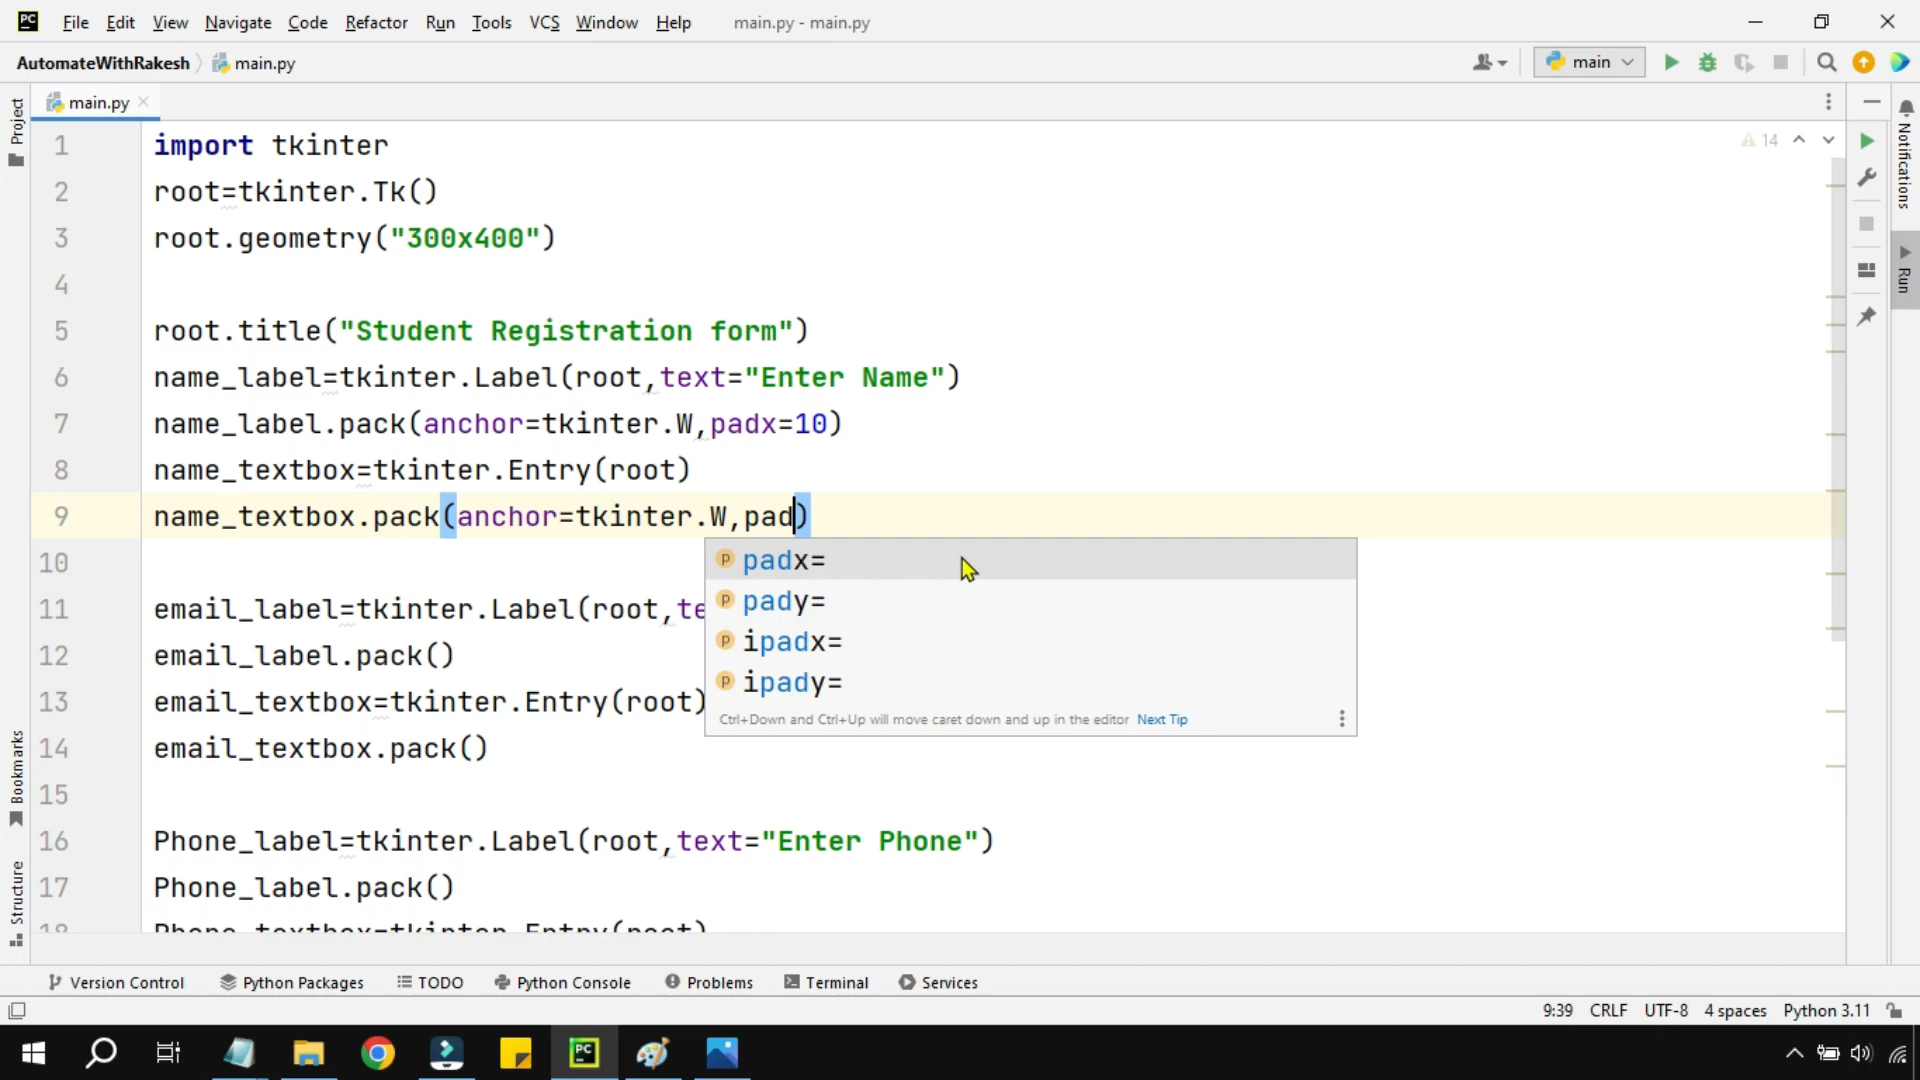 PC File Edit View Navigate Code Refactor Run Tools VCS Window Help main.py - main.py
AutomateWithRakesh main.py main
Project main.py
Notifications
Run
14
1 import tkinter
2 root=tkinter.Tk()
3 root.geometry("300x400")
4
5 root.title("Student Registration form")
6 name_label=tkinter.Label(root,text="Enter Name")
7 name_label.pack(anchor=tkinter.W,padx=10)
8 name_textbox=tkinter.Entry(root)
9 name_textbox.pack(anchor=tkinter.W,pad)
p padx=
p pady=
p ipadx=
p ipady=
Ctrl+Down and Ctrl+Up will move caret down and up in the editor Next Tip
10
11 email_label=tkinter.Label(root,te
12 email_label.pack()
13 email_textbox=tkinter.Entry(root)
14 email_textbox.pack()
15
16 Phone_label=tkinter.Label(root,text="Enter Phone")
17 Phone_label.pack()
18 Phone_textbox=tkinter.Entry(root)
Bookmarks
Structure
Version Control Python Packages TODO Python Console Problems Terminal Services
9:39 CRLF UTF-8 4 spaces Python 3.11
PC